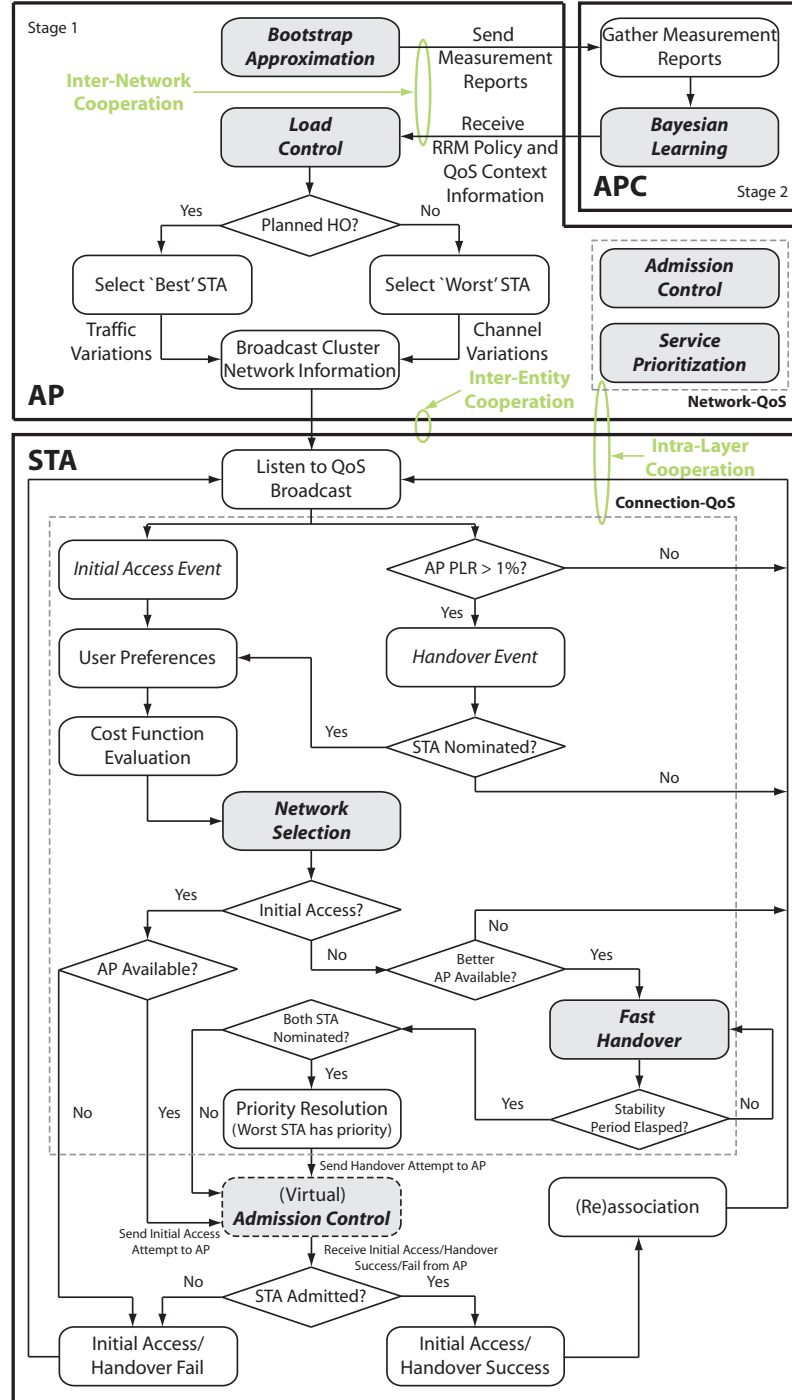 Stage 1
Bootstrap
Approximation
Send
Measurement
Reports
Gather Measurement
Reports
Inter-Network
Cooperation
Load
Control
Receive
RRM Policy and
QoS Context
Information
Bayesian
Learning
APC
Stage 2
Yes
Planned HO?
No
Select `Best' STA
Select `Worst' STA
Admission
Control
Traffic
Variations
Broadcast Cluster
Network Information
Channel
Variations
Service
Prioritization
AP
Inter-Entity
Cooperation
Network-QoS
STA
Listen to QoS
Broadcast
Intra-Layer
Cooperation
Connection-QoS
Initial Access Event
AP PLR > 1%?
No
Yes
User Preferences
Handover Event
Cost Function
Evaluation
Yes
STA Nominated?
No
Network
Selection
Yes
Initial Access?
No
No
AP Available?
Better
AP Available?
Yes
Both STA
Nominated?
Fast
Handover
Yes
No
Yes
No
Priority Resolution
(Worst STA has priority)
Yes
Stability
Period Elasped?
No
Send Handover Attempt to AP
(Virtual)
Admission Control
(Re)association
Send Initial Access
Attempt to AP
Receive Initial Access/Handover
Success/Fail from AP
No
STA Admitted?
Yes
Initial Access/
Handover Fail
Initial Access/
Handover Success